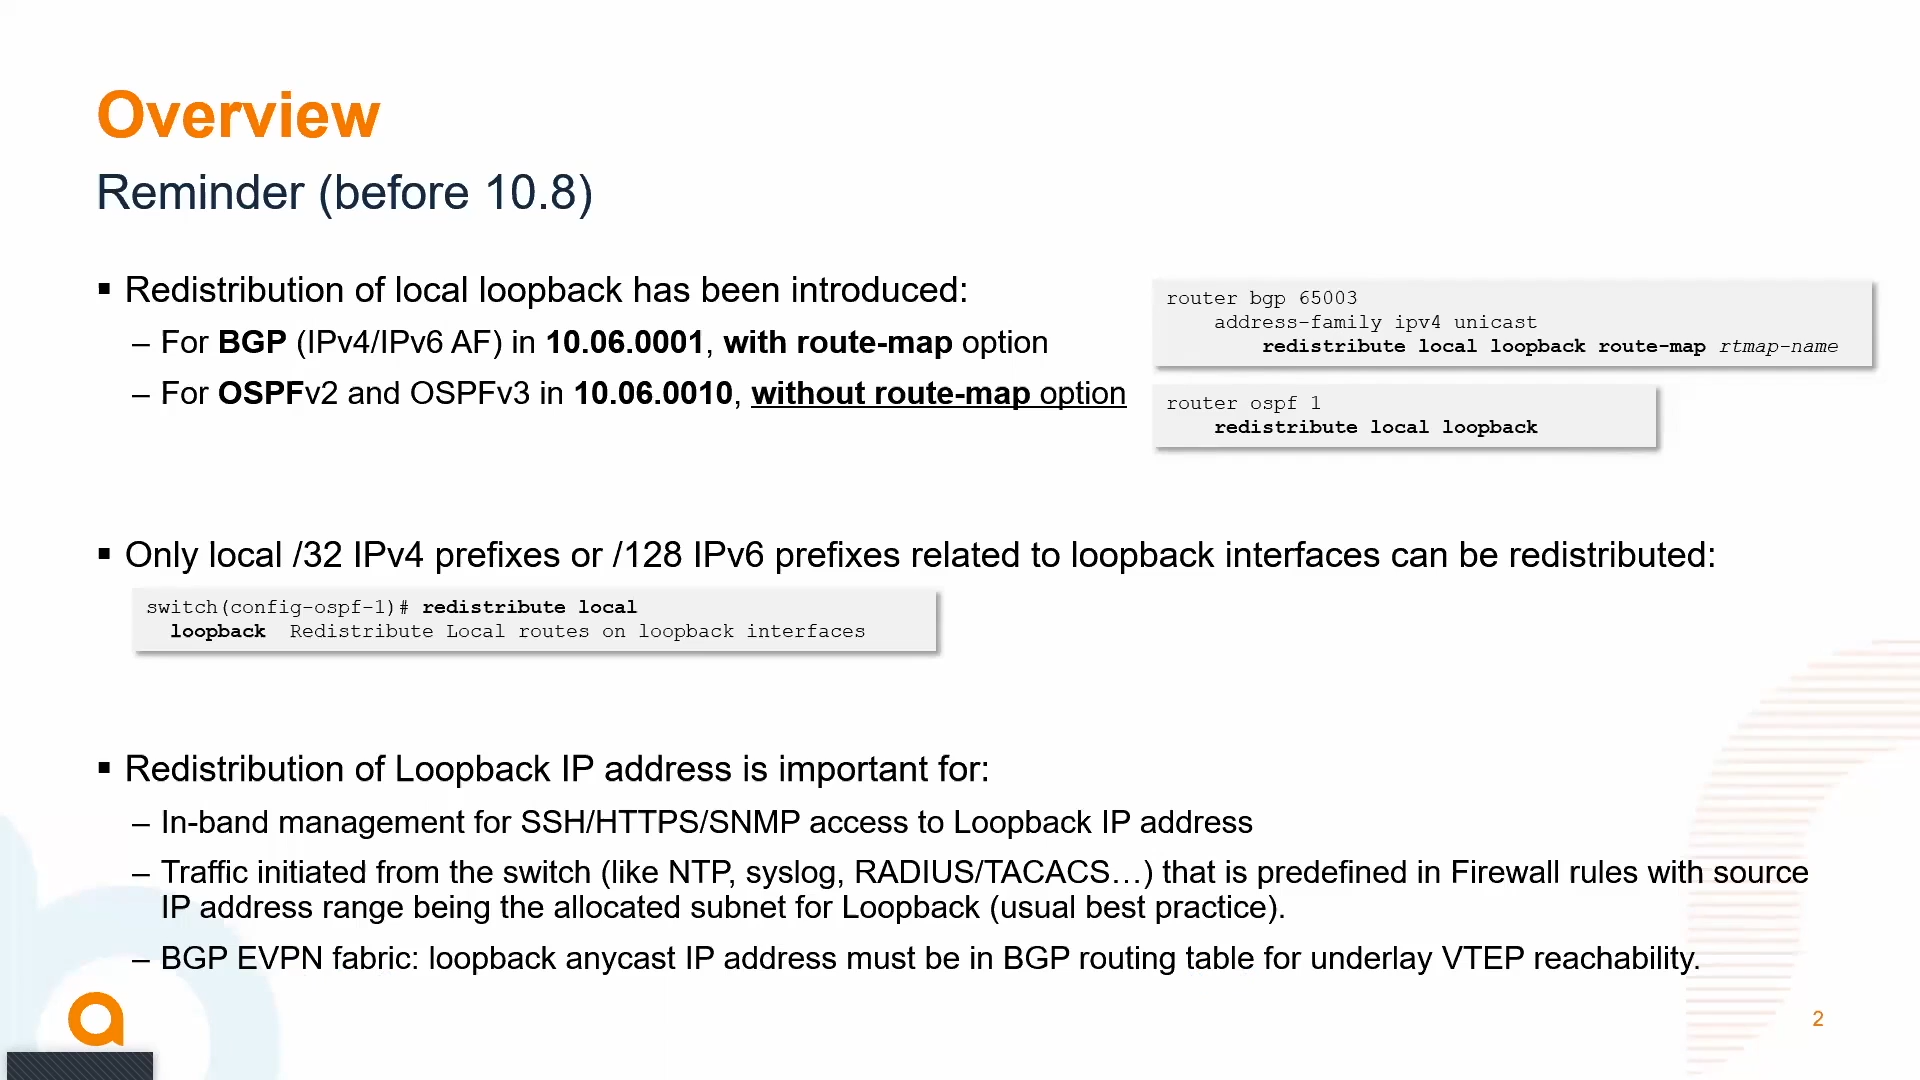 Overview
Reminder (before 10.8)
▪ Redistribution of local loopback has been introduced:
– For BGP (IPv4/IPv6 AF) in 10.06.0001, with route-map option
– For OSPFv2 and OSPFv3 in 10.06.0010, without route-map option
router bgp 65003
address-family ipv4 unicast
redistribute local loopback route-map rtmap-name
router ospf 1
redistribute local loopback
▪ Only local /32 IPv4 prefixes or /128 IPv6 prefixes related to loopback interfaces can be redistributed:
switch(config-ospf-1)# redistribute local
loopback Redistribute Local routes on loopback interfaces
▪ Redistribution of Loopback IP address is important for:
– In-band management for SSH/HTTPS/SNMP access to Loopback IP address
– Traffic initiated from the switch (like NTP, syslog, RADIUS/TACACS…) that is predefined in Firewall rules with source
IP address range being the allocated subnet for Loopback (usual best practice).
– BGP EVPN fabric: loopback anycast IP address must be in BGP routing table for underlay VTEP reachability.
2